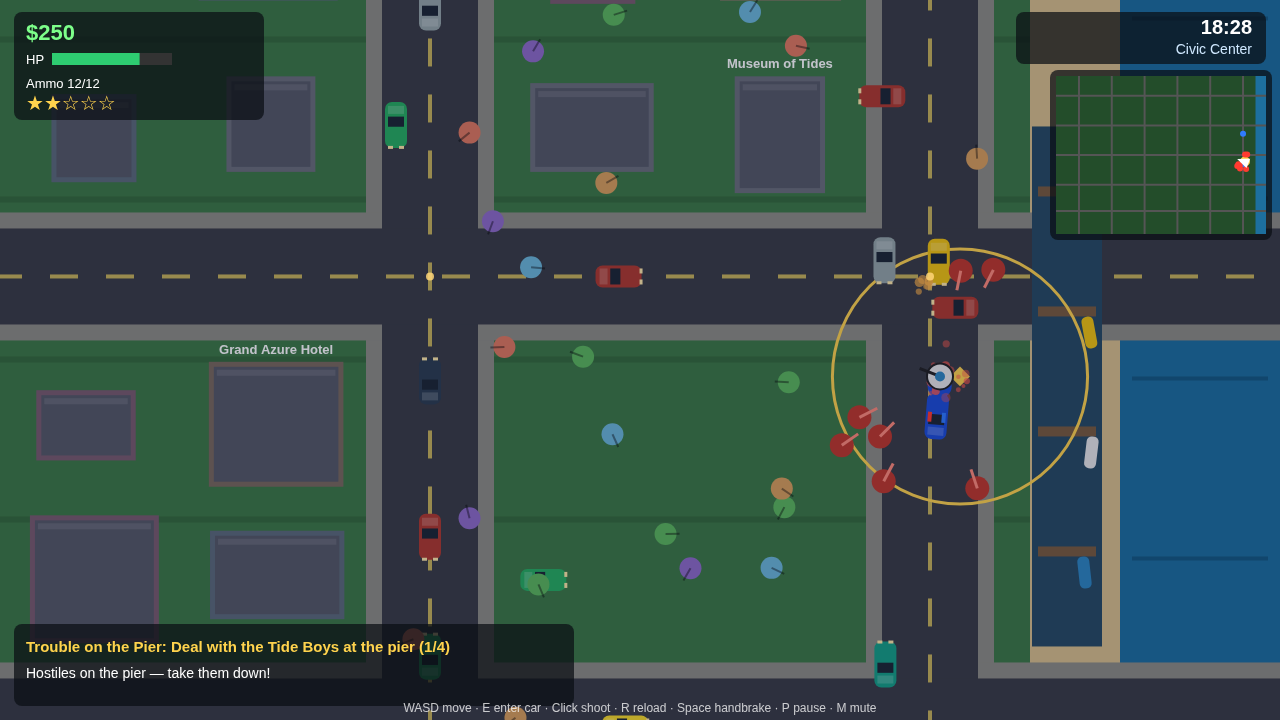 $250
HP
Ammo 12/12
★★☆☆☆
18:28
Civic Center
Museum of Tides
Grand Azure Hotel
Trouble on the Pier: Deal with the Tide Boys at the pier (1/4)
Hostiles on the pier — take them down!
WASD move · E enter car · Click shoot · R reload · Space handbrake · P pause · M mute